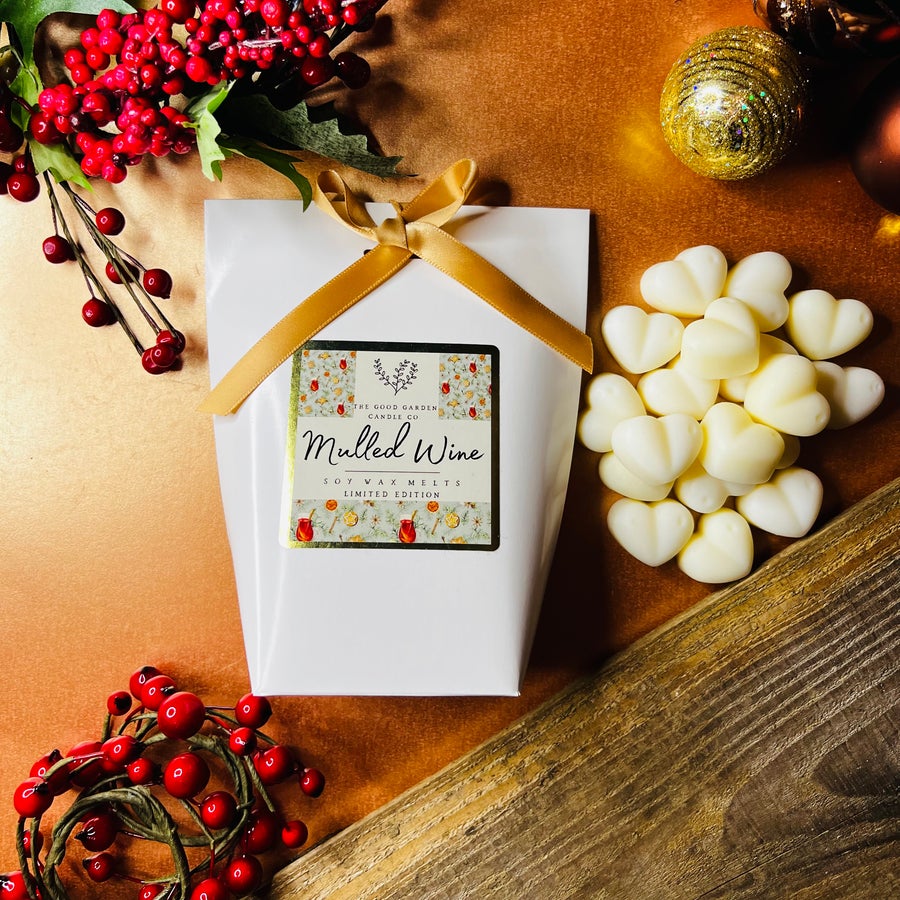 THE GOOD GARDEN
CANDLE CO
Mulled Wine
SOY WAX MELTS
LIMITED EDITION